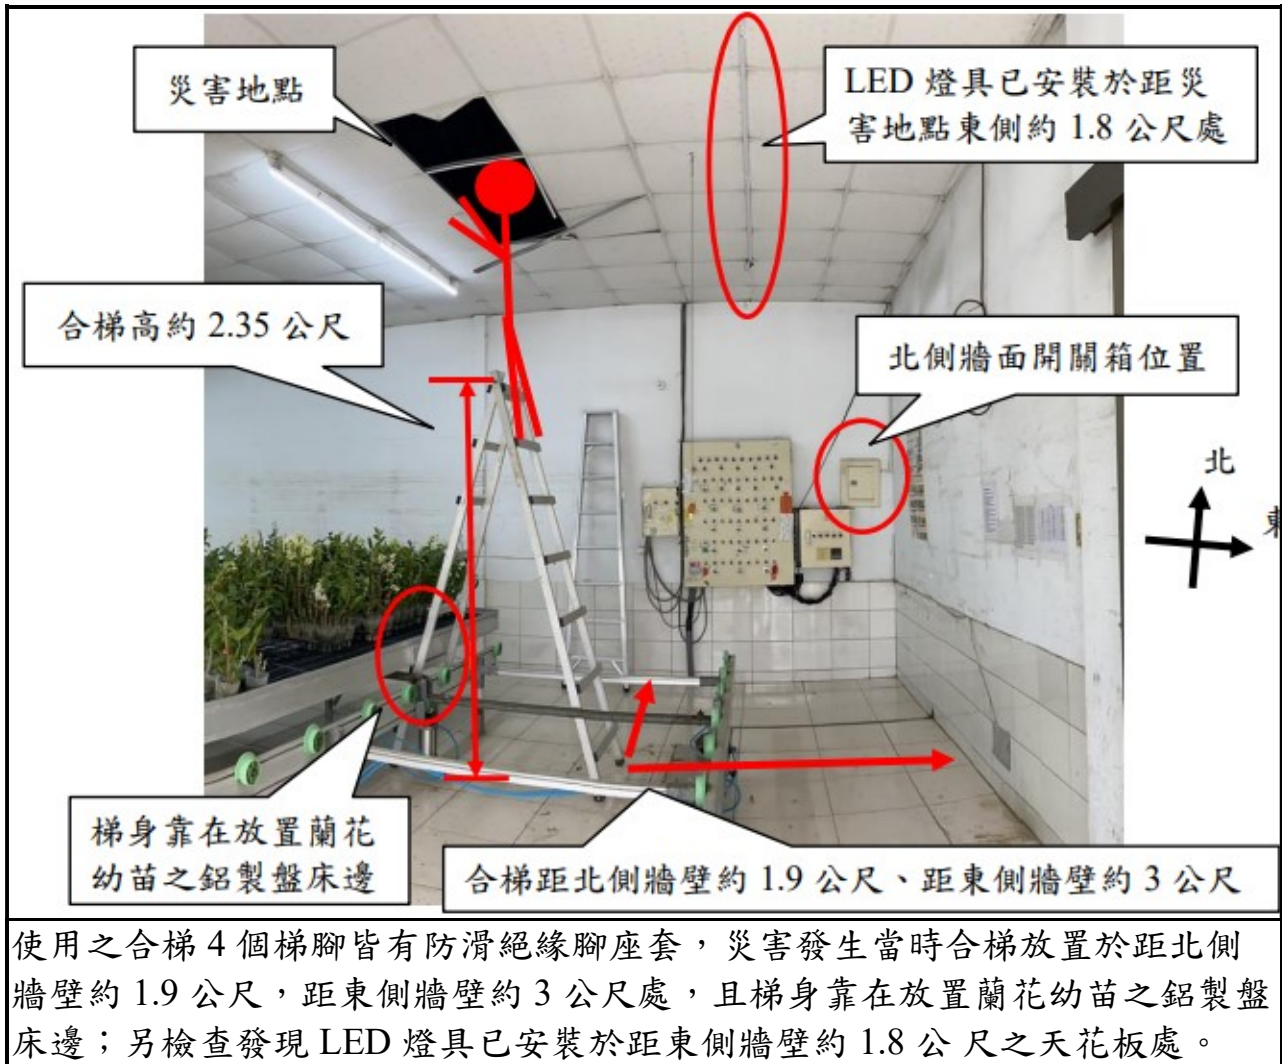 災害地點
LED 燈具已安裝於距災
害地點東側約 1.8 公尺處
合梯高約 2.35 公尺
北側牆面開關箱位置
北
東
梯身靠在放置蘭花
幼苗之鋁製盤床邊
合梯距北側牆壁約 1.9 公尺、距東側牆壁約 3 公尺
使用之合梯 4 個梯腳皆有防滑絕緣腳座套，災害發生當時合梯放置於距北側
牆壁約 1.9 公尺，距東側牆壁約 3 公尺處，且梯身靠在放置蘭花幼苗之鋁製盤
床邊；另檢查發現 LED 燈具已安裝於距東側牆壁約 1.8 公 尺之天花板處。